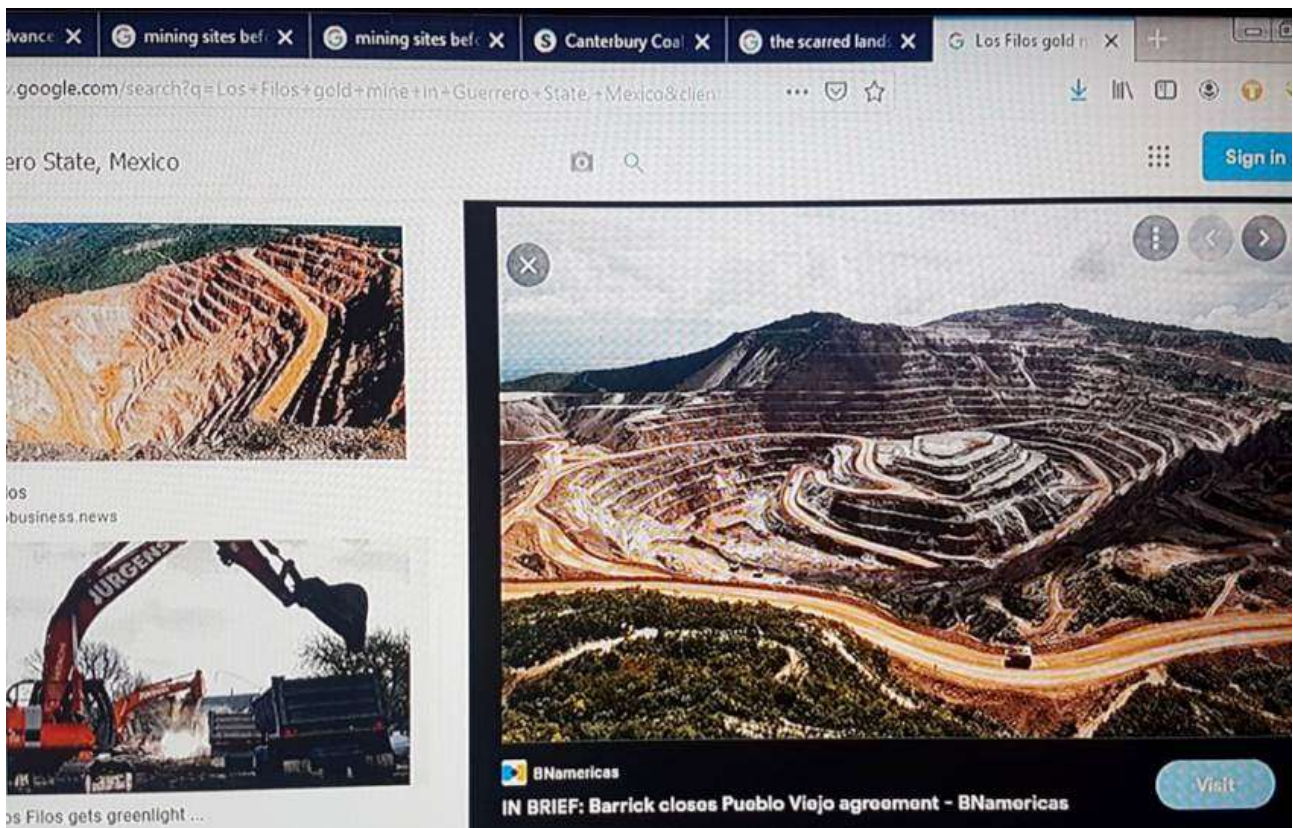 dvance
mining sites bef
mining sites bef
Canterbury Coal
the scarred lands
Los Filos gold n
.google.com/search?q=Los+Filos+gold+mine+in+Guerrero+State,+Mexico&clien
ero State, Mexico
Sign in
los
business.news
JURGENS
os Filos gets greenlight ...
BNamericas
IN BRIEF: Barrick closes Pueblo Viejo agreement - BNamericas
Visit